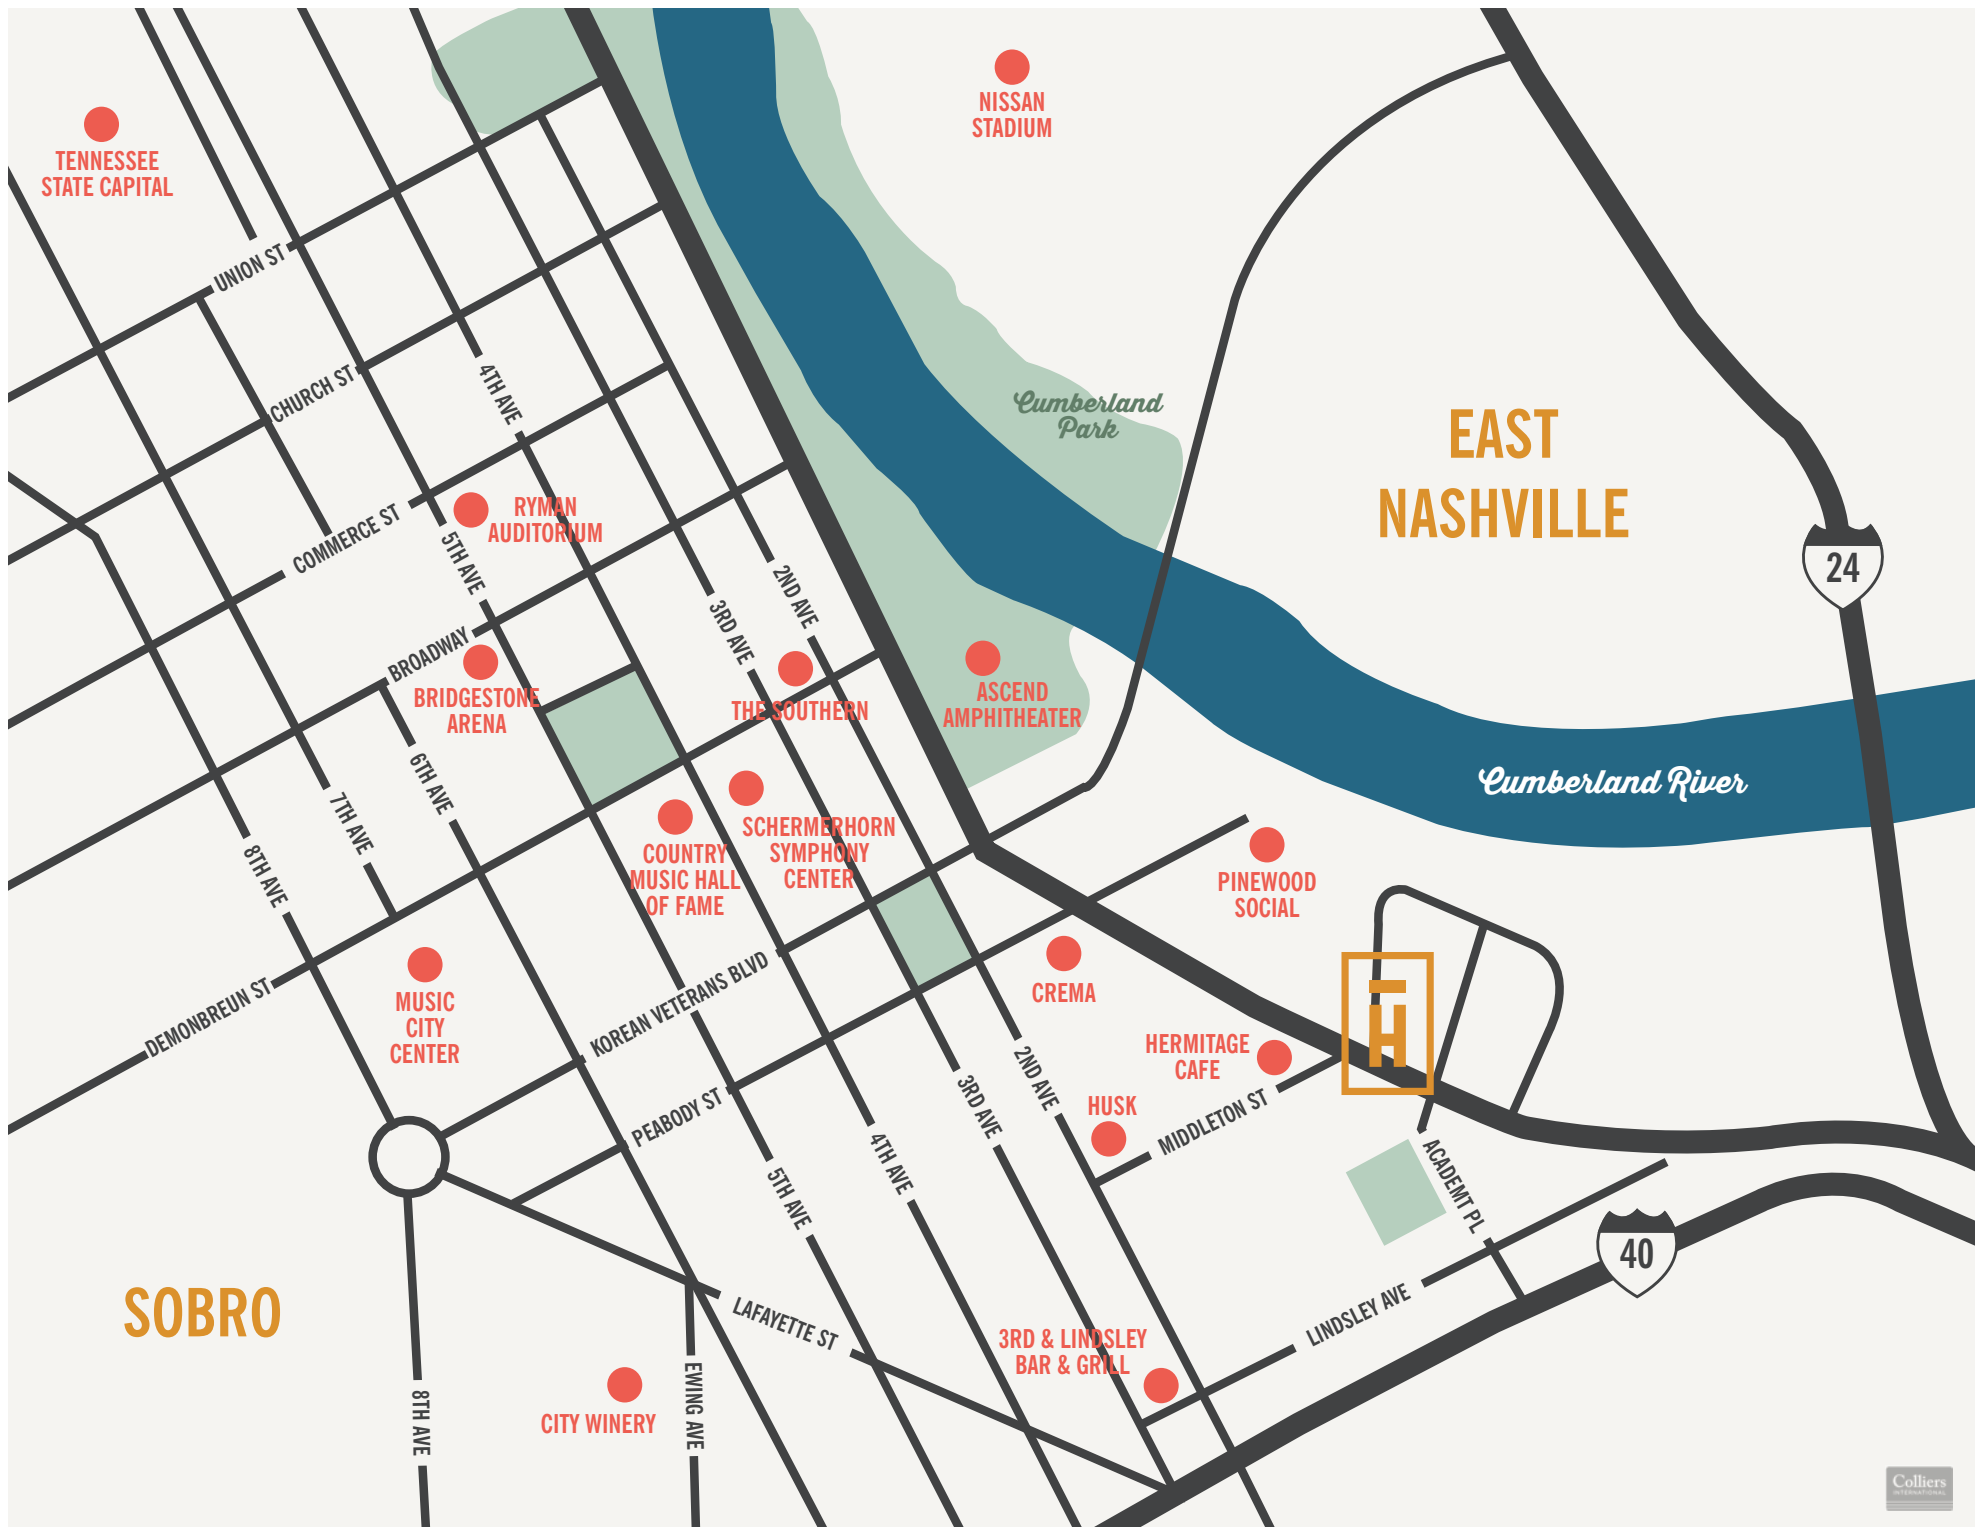 NISSAN
STADIUM
TENNESSEE
STATE CAPITAL
UNION ST
CHURCH ST
4TH AVE
Cumberland
Park
EAST
NASHVILLE
RYMAN
AUDITORIUM
COMMERCE ST
5TH AVE
2ND AVE
24
3RD AVE
BROADWAY
BRIDGESTONE
ARENA
THE SOUTHERN
ASCEND
AMPHITHEATER
6TH AVE
7TH AVE
Cumberland River
8TH AVE
COUNTRY
MUSIC HALL
OF FAME
SCHERMERHORN
SYMPHONY
CENTER
PINEWOOD
SOCIAL
DEMONBREUN ST
MUSIC
CITY
CENTER
KOREAN VETERANS BLVD
CREMA
H
HERMITAGE
CAFE
2ND AVE
3RD AVE
PEABODY ST
HUSK
MIDDLETON ST
4TH AVE
5TH AVE
ACADEMT PL
40
SOBRO
LAFAYETTE ST
3RD & LINDSLEY
BAR & GRILL
LINDSLEY AVE
CITY WINERY
EWING AVE
8TH AVE
Colliers
INTERNATIONAL